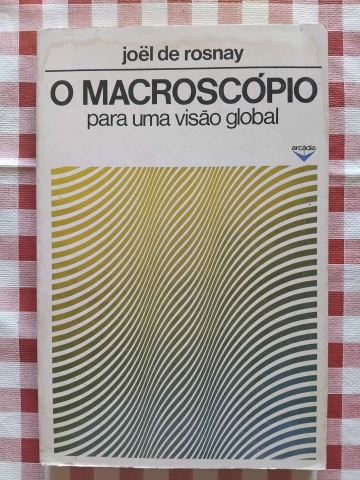 joël de rosnay
O MACROSCÓPIO
para uma visão global
arcádia